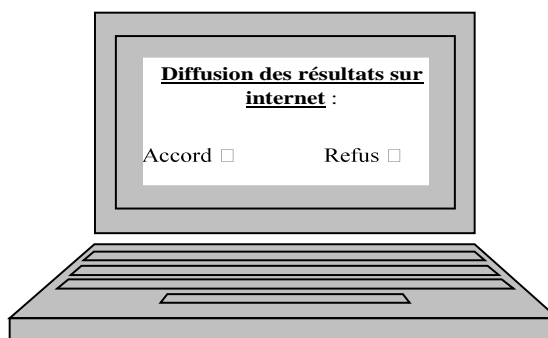 Diffusion des résultats sur
internet :
Accord □ Refus □